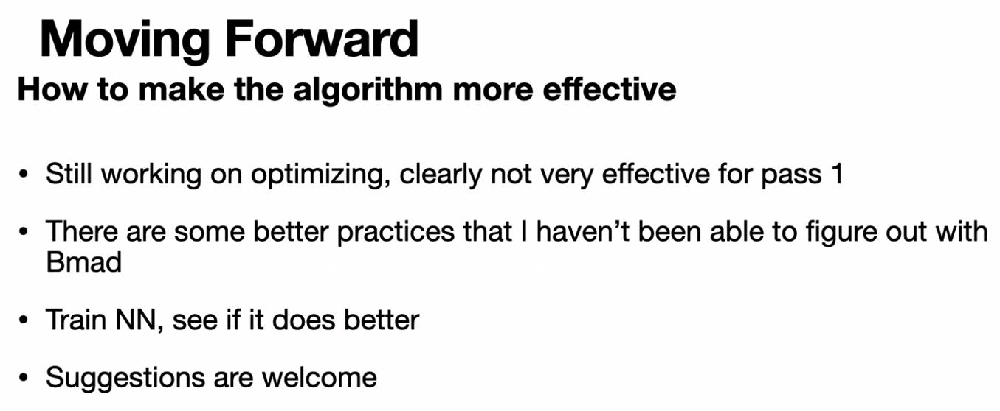 Moving Forward
How to make the algorithm more effective
• Still working on optimizing, clearly not very effective for pass 1
• There are some better practices that I haven’t been able to figure out with
Bmad
• Train NN, see if it does better
• Suggestions are welcome